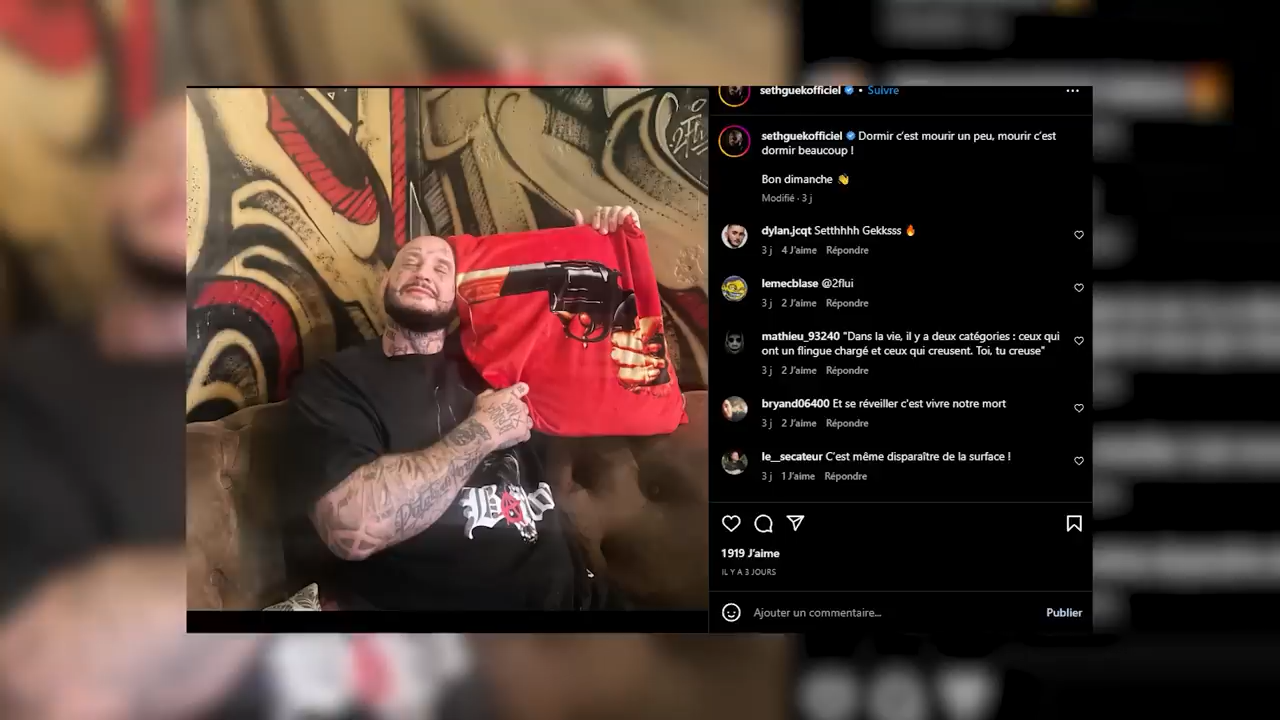 sethguekofficiel • Suivre
sethguekofficiel Dormir c'est mourir un peu, mourir c'est
dormir beaucoup !
Bon dimanche 👋
Modifié · 3 j
dylan.jcqt Setthhhh Gekksss 🔥
3 j 4 J'aime Répondre
lemecblase @2flui
3 j 2 J'aime Répondre
mathieu_93240 "Dans la vie, il y a deux catégories : ceux qui
ont un flingue chargé et ceux qui creusent. Toi, tu creuse"
3 j 2 J'aime Répondre
bryand06400 Et se réveiller c'est vivre notre mort
3 j 2 J'aime Répondre
le__secateur C'est même disparaître de la surface !
3 j 1 J'aime Répondre
1 919 J'aime
IL Y A 3 JOURS
Ajouter un commentaire... Publier